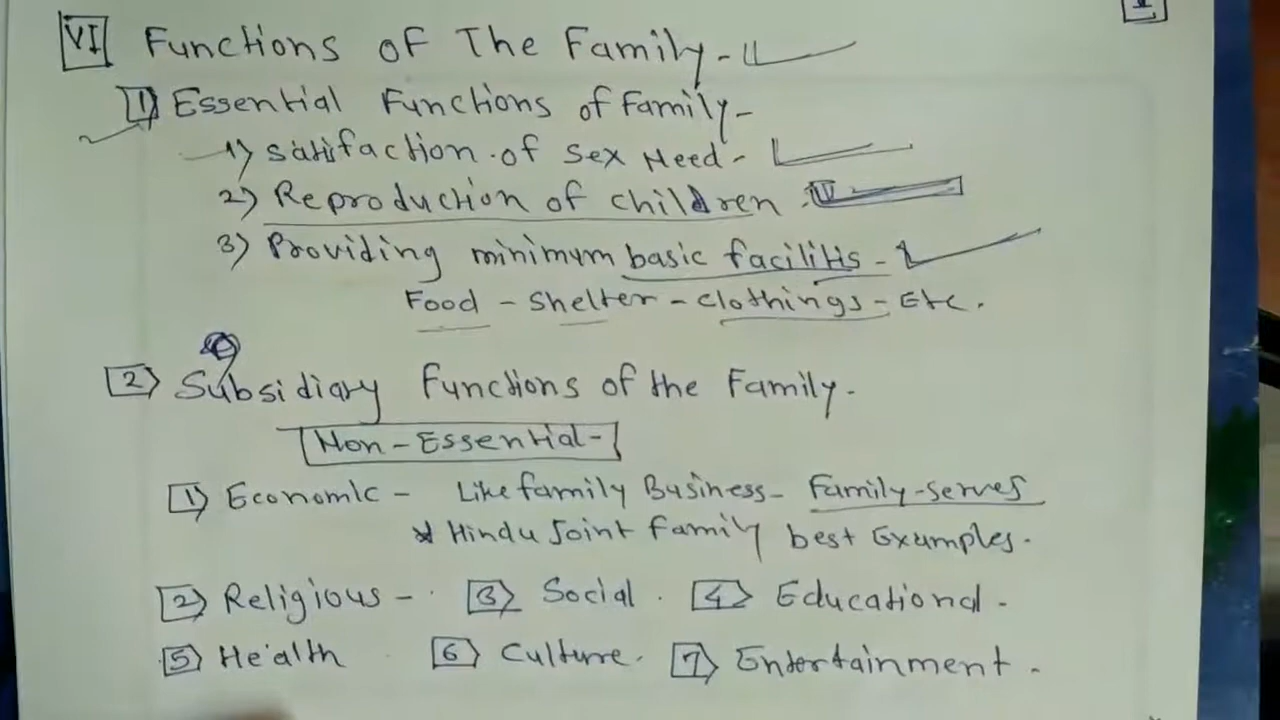 VI Functions of The Family-
1) Essential Functions of Family-
1) Satisfaction of Sex Need-
2) Reproduction of children
3) Providing minimum basic facilitis -
Food - Shelter - Clothings - Etc.
2) Subsidiary Functions of the Family.
Non-Essential-
1) Economic - Like family Business - Family-serves
* Hindu Joint family best Examples.
2) Religious - 3) Social. 4) Educational -
5) Health 6) Culture. 7) Entertainment.